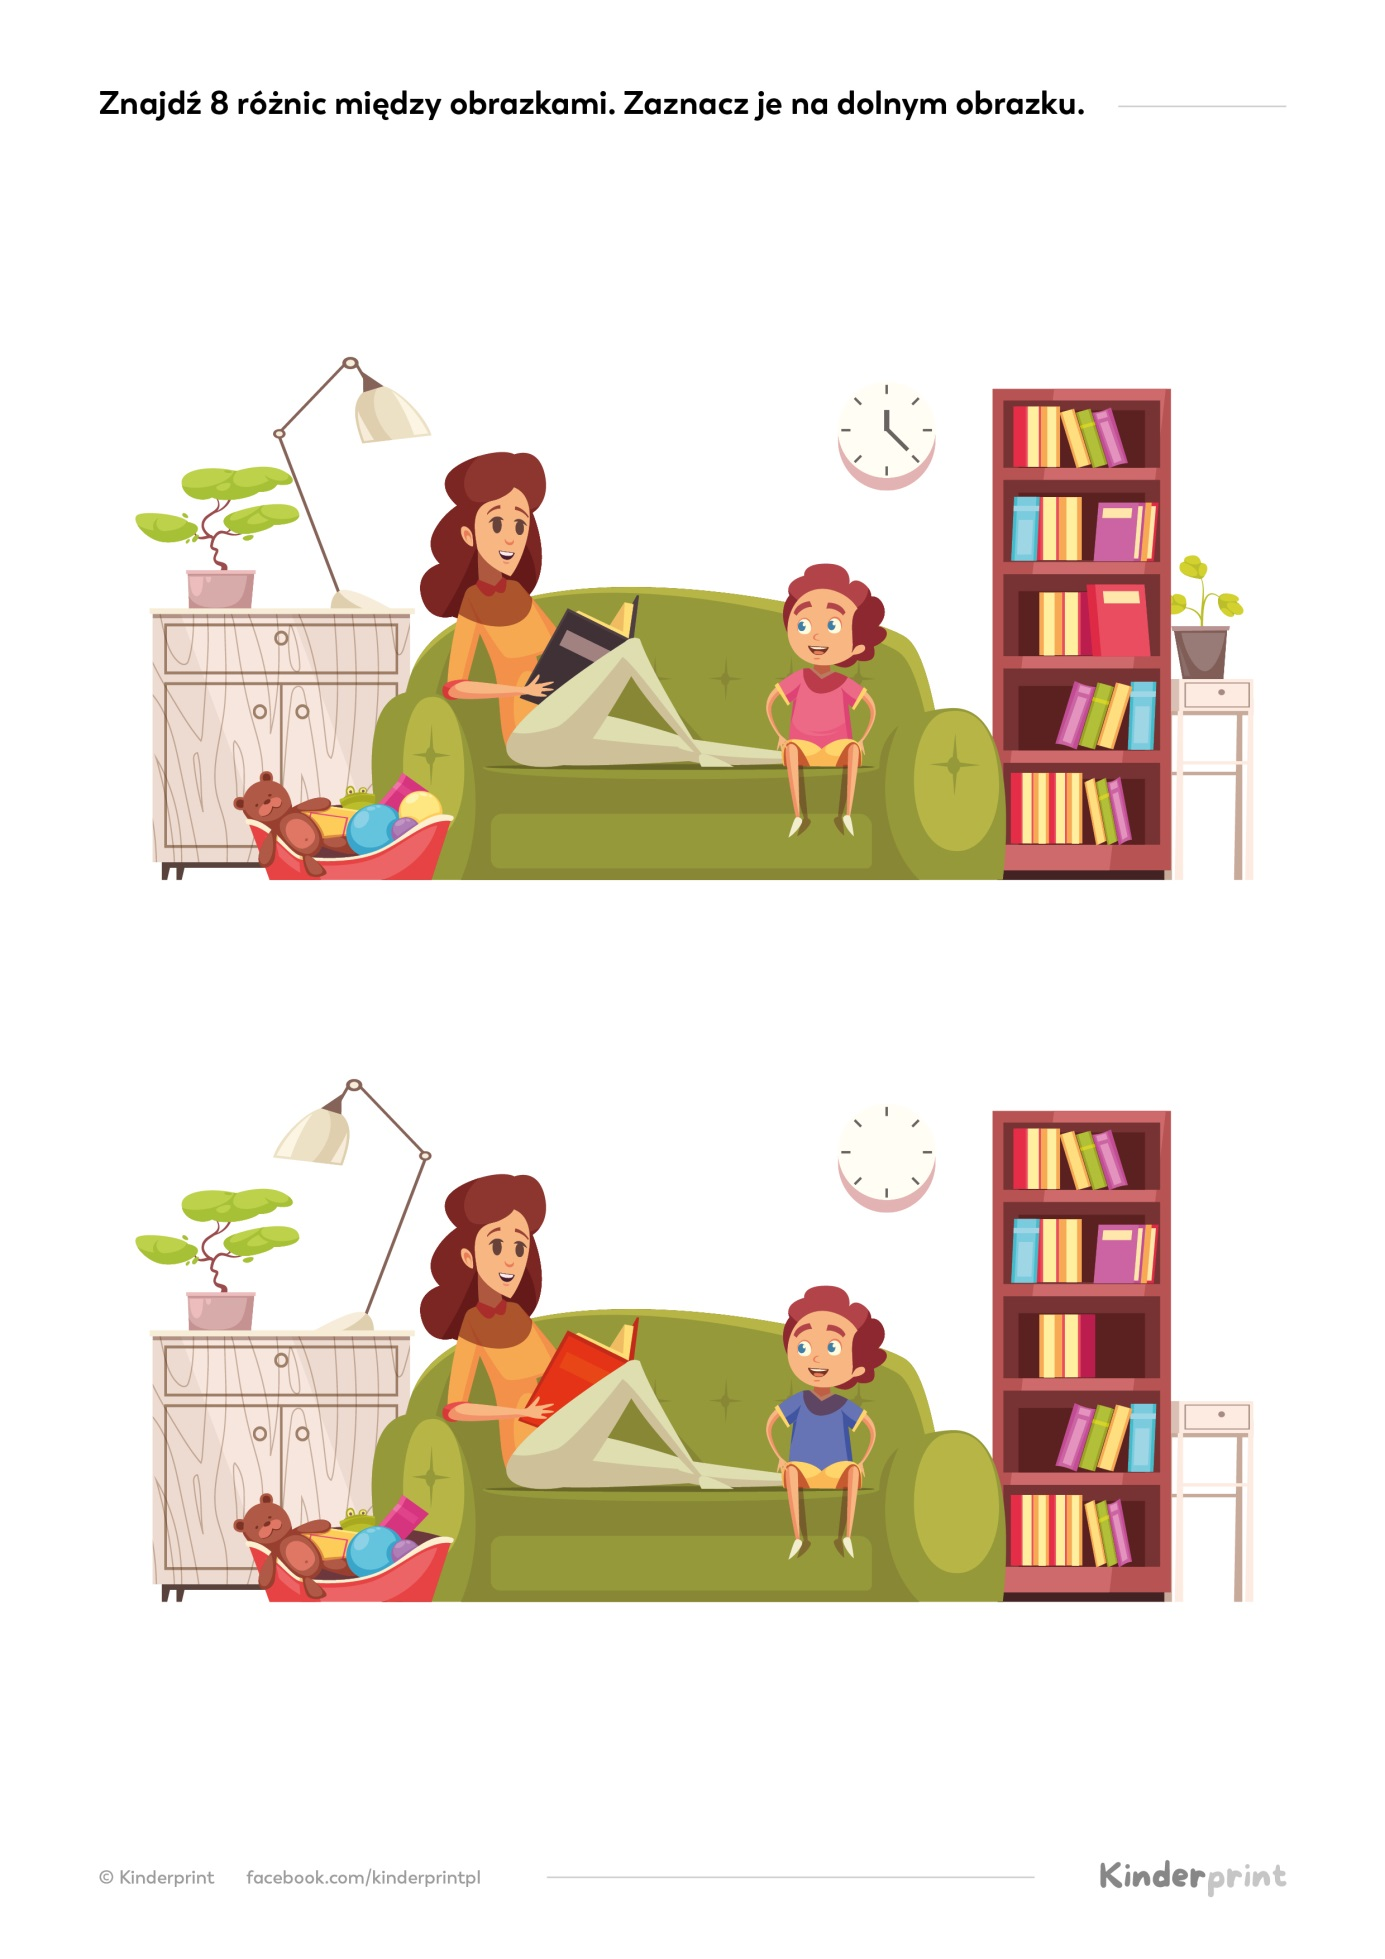 Znajdź 8 różnic między obrazkami. Zaznacz je na dolnym obrazku.
© Kinderprint facebook.com/kinderprintpl Kinderprint